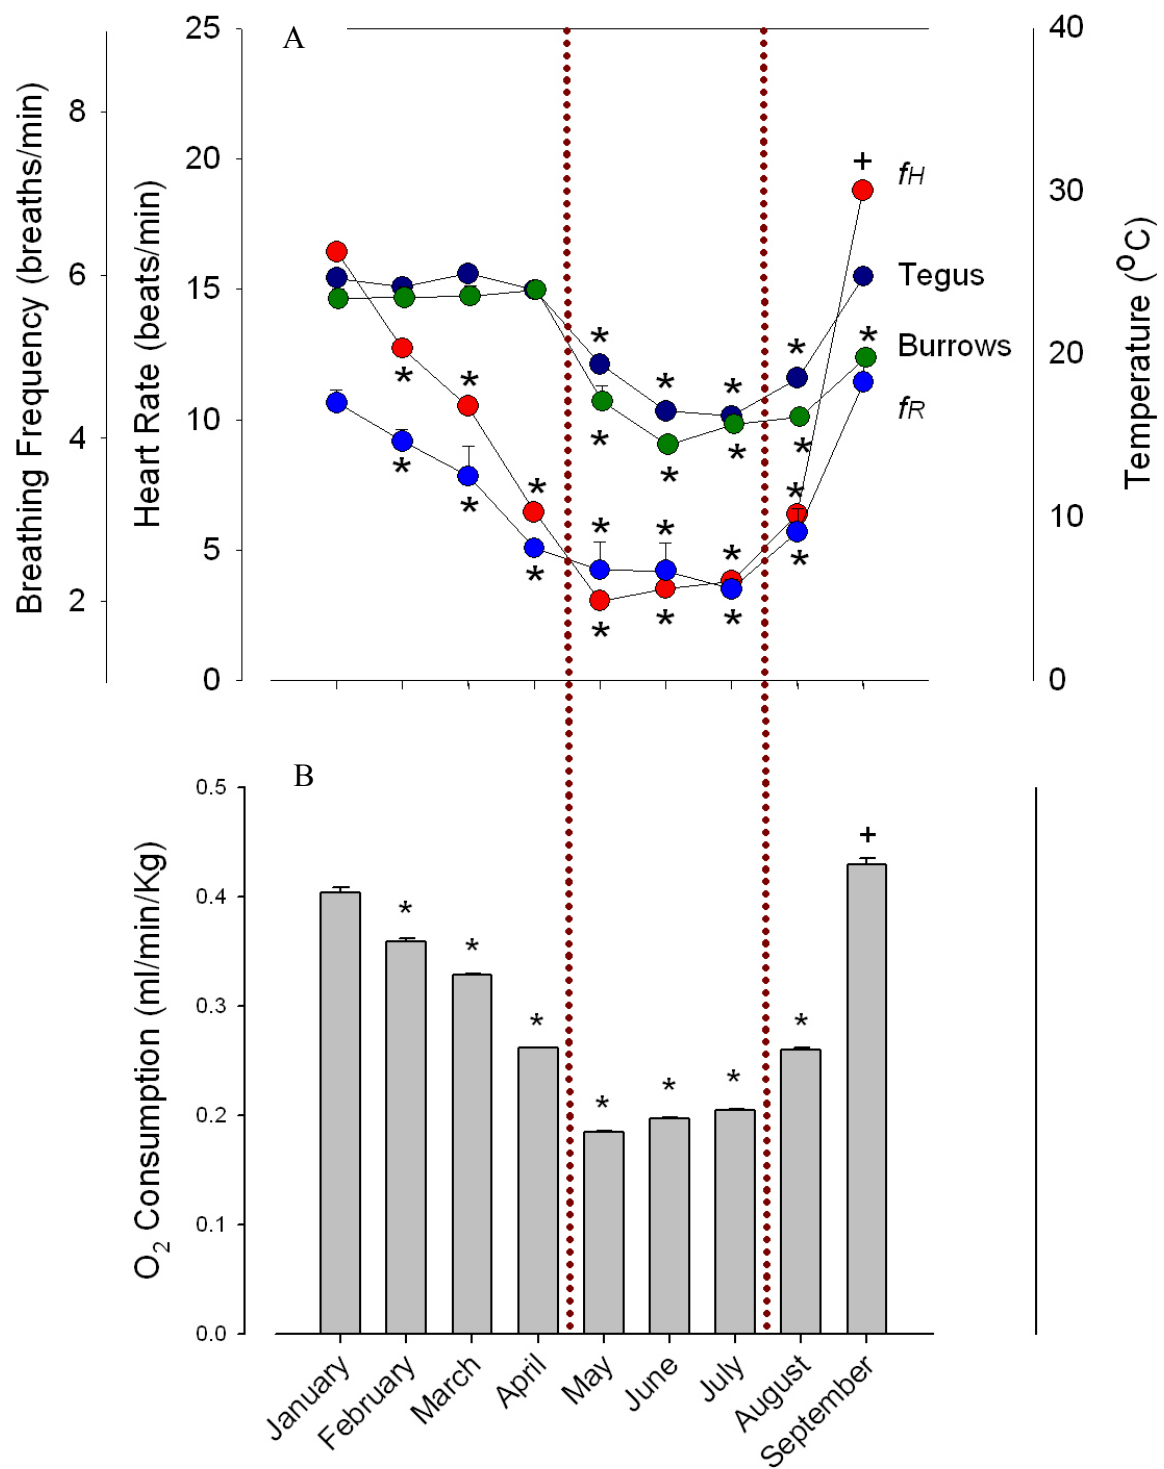 A
25
20
15
10
5
0
8
6
4
2
40
30
20
10
0
Breathing Frequency (breaths/min)
Heart Rate (beats/min)
Temperature (⁰C)
+
fH
Tegus
Burrows
fR
* * * * * * *
* * * * * * * * * * * * * * * * *
B
0.5
0.4
0.3
0.2
0.1
0.0
O₂ Consumption (ml/min/Kg)
* * * * * * * +
January
February
March
April
May
June
July
August
September